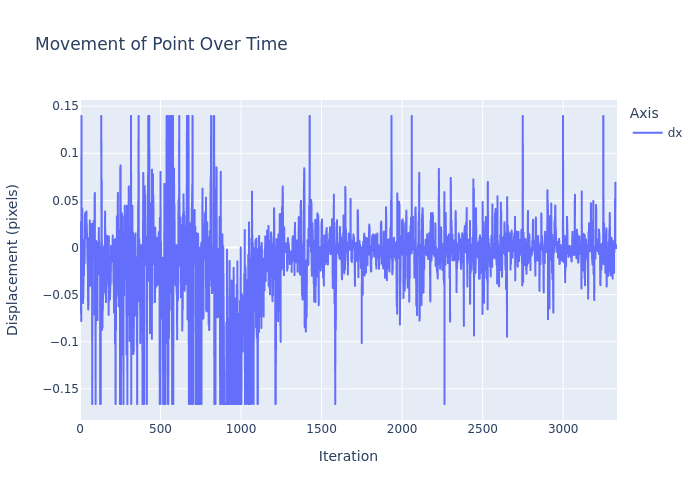 Movement of Point Over Time
Axis
dx
Displacement (pixels)
0.15
0.1
0.05
0
−0.05
−0.1
−0.15
0
500
1000
1500
2000
2500
3000
Iteration